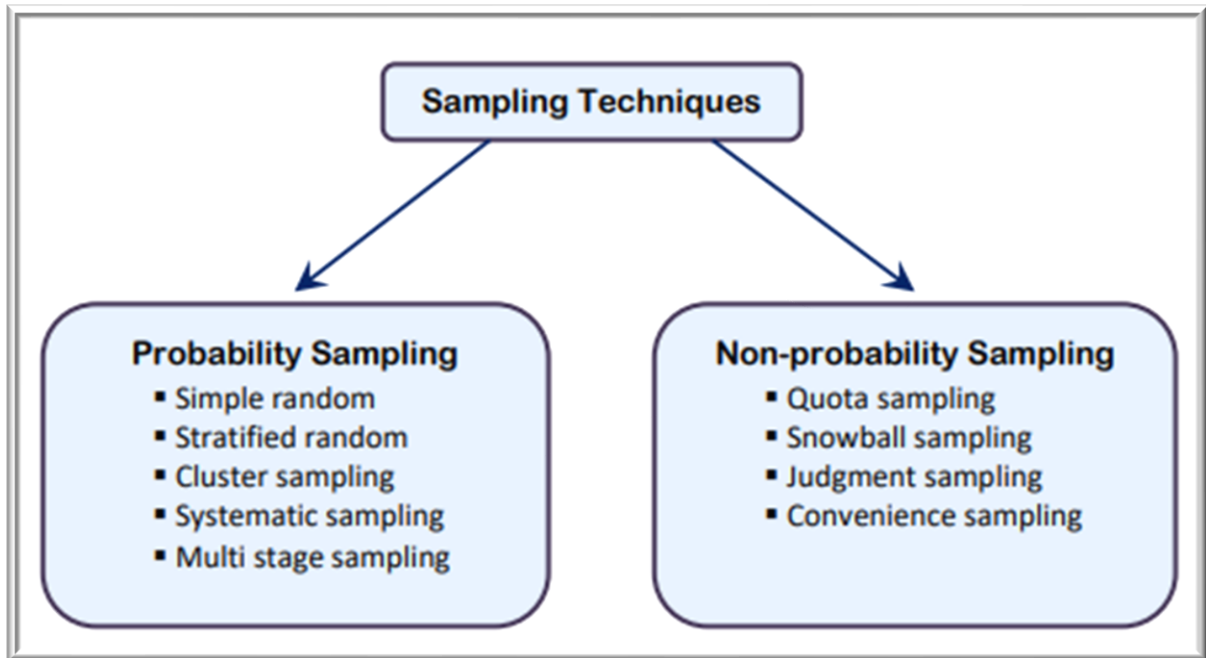 Sampling Techniques
Probability Sampling
▪ Simple random
▪ Stratified random
▪ Cluster sampling
▪ Systematic sampling
▪ Multi stage sampling
Non-probability Sampling
▪ Quota sampling
▪ Snowball sampling
▪ Judgment sampling
▪ Convenience sampling